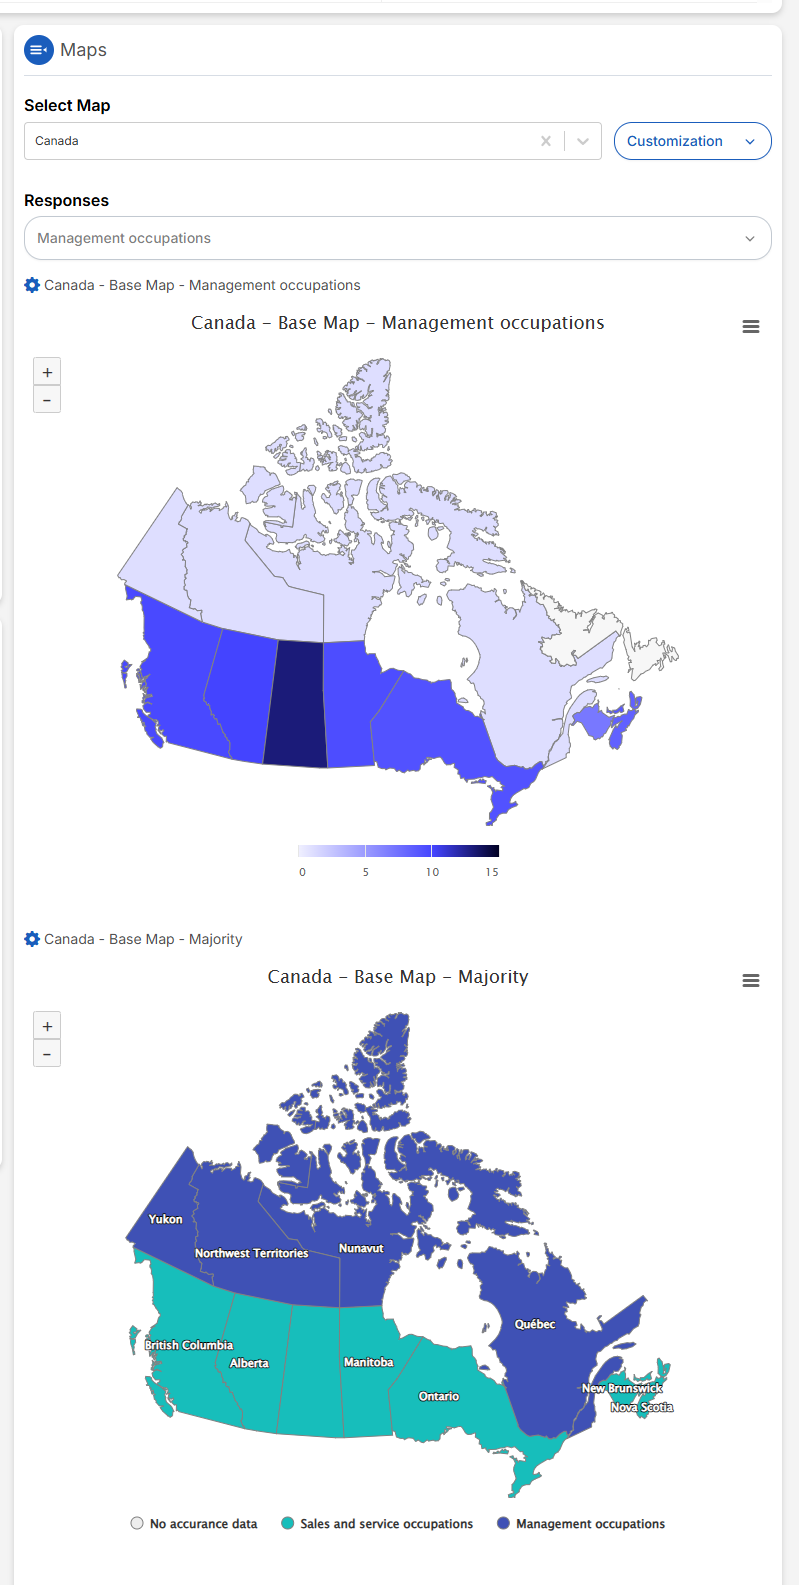 Maps
Select Map
Canada
Customization
Responses
Management occupations
Canada - Base Map - Management occupations
Canada - Base Map - Management occupations
+
-
0 5 10 15
Canada - Base Map - Majority
Canada - Base Map - Majority
+
-
Yukon
Northwest Territories
Nunavut
Québec
British Columbia
Alberta
Manitoba
Ontario
New Brunswick
Nova Scotia
No accurance data
Sales and service occupations
Management occupations